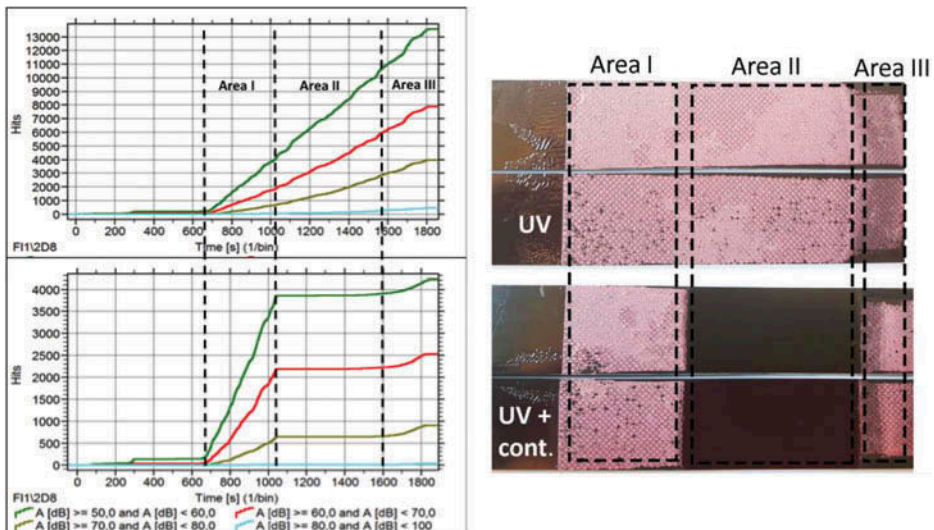 13000
12000
11000
10000
9000
8000
7000
6000
5000
4000
3000
2000
1000
0
Hits
Area I
Area II
Area III
0 200 400 600 800 1000 1200 1400 1600 1800
Time [s] (1/bin)
FI1\2D8
4000
3500
3000
2500
2000
1500
1000
500
0
Hits
0 200 400 600 800 1000 1200 1400 1600 1800
Time [s] (1/bin)
FI1\2D8
A [dB] >= 50,0 and A [dB] < 60,0
A [dB] >= 60,0 and A [dB] < 70,0
A [dB] >= 70,0 and A [dB] < 80,0
A [dB] >= 80,0 and A [dB] < 100
Area I
Area II
Area III
UV
UV +
cont.